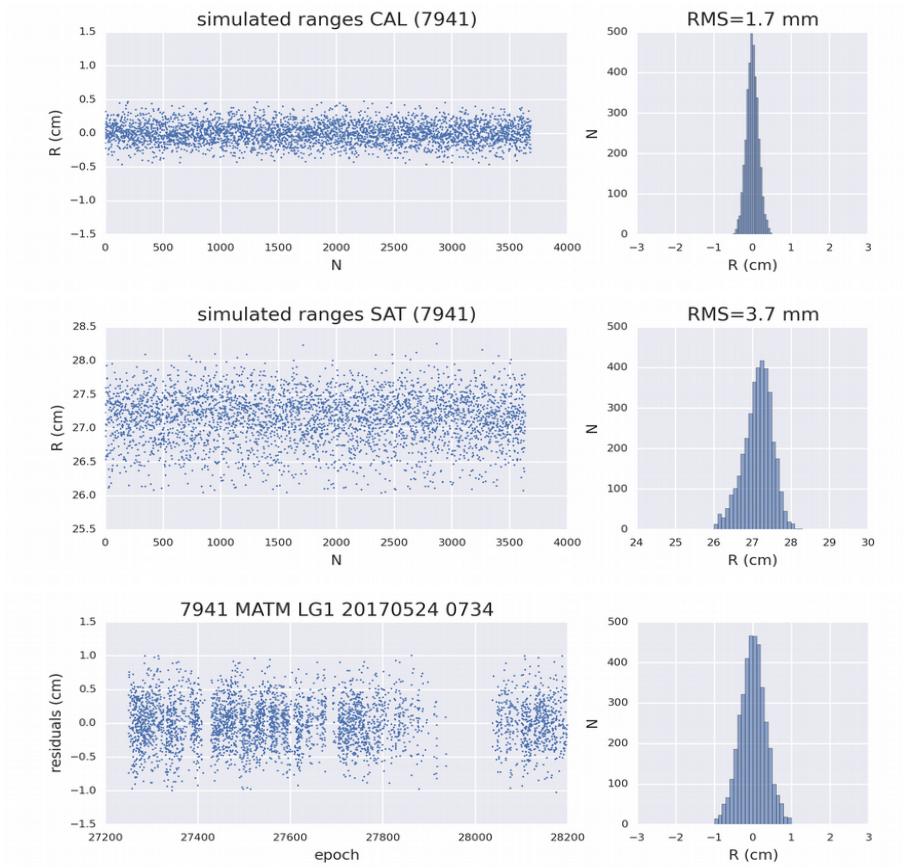 simulated ranges CAL (7941)
1.5
1.0
0.5
0.0
−0.5
−1.0
−1.5
R (cm)
0 500 1000 1500 2000 2500 3000 3500 4000
N
RMS=1.7 mm
500
400
300
200
100
0
N
−3 −2 −1 0 1 2 3
R (cm)
simulated ranges SAT (7941)
28.5
28.0
27.5
27.0
26.5
26.0
25.5
R (cm)
0 500 1000 1500 2000 2500 3000 3500 4000
N
RMS=3.7 mm
500
400
300
200
100
0
N
24 25 26 27 28 29 30
R (cm)
7941 MATM LG1 20170524 0734
1.5
1.0
0.5
0.0
−0.5
−1.0
−1.5
residuals (cm)
27200 27400 27600 27800 28000 28200
epoch
500
400
300
200
100
0
N
−3 −2 −1 0 1 2 3
R (cm)